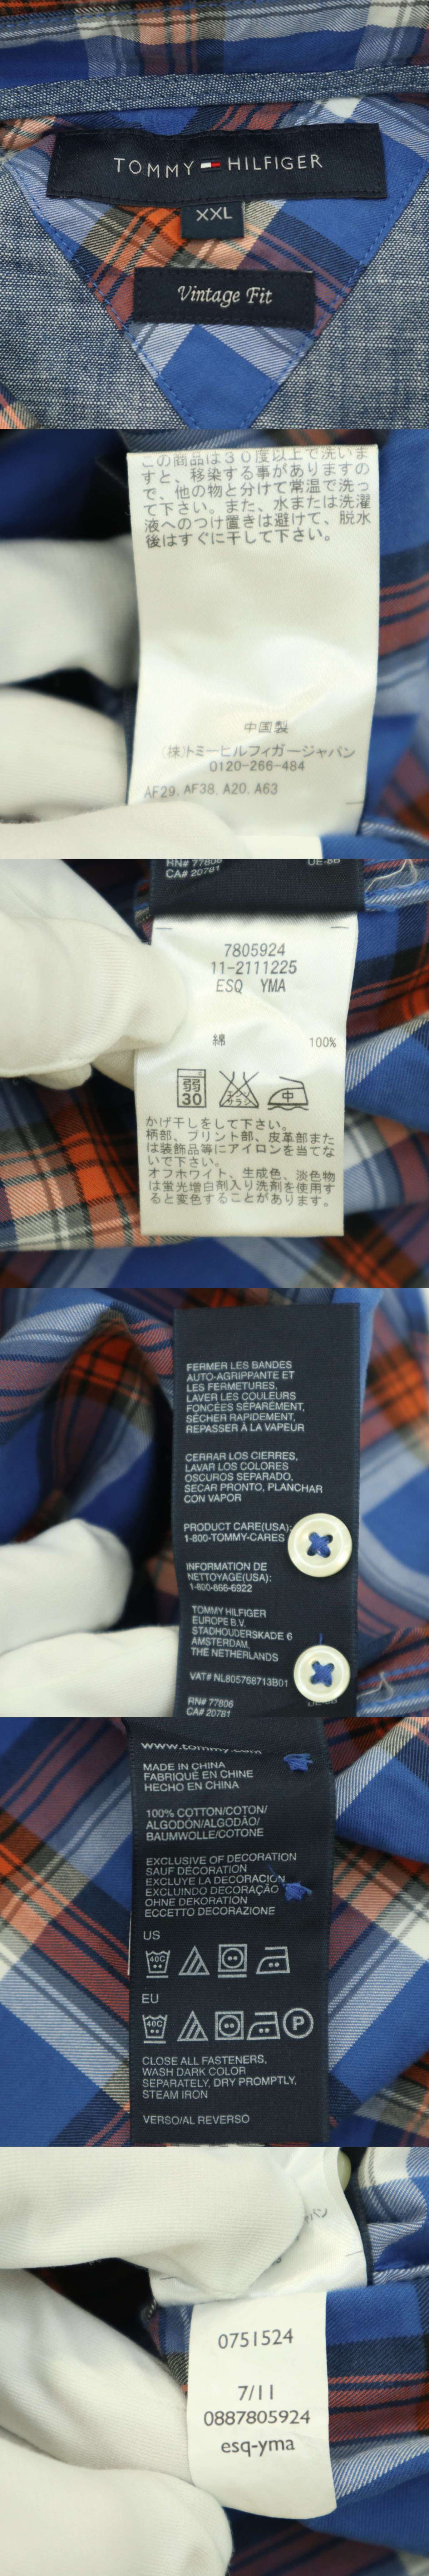 TOMMY HILFIGER
XXL
Vintage Fit
この商品は30度以上で洗いま
すと、移染する事がありますの
で、他の物と分けて常温で洗っ
て下さい。また、水または洗濯
液へのつけ置きは避けて、脱水
後はすぐに干して下さい。
中国製
(株)トミーヒルフィガージャパン
0120-266-484
AF29, AF38, A20, A63
RN# 77806
CA# 20781
7805924
11-2111225
ESQ YMA
綿 100%
弱
30
エンソ
サラシ
中
かげ干しをして下さい。
柄部、プリント部、皮革部また
は装飾品等にアイロンを当てな
いで下さい。
オフホワイト、生成色、淡色物
は蛍光増白剤入り洗剤を使用す
ると変色することがあります。
FERMER LES BANDES
AUTO-AGRIPPANTE ET
LES FERMETURES,
LAVER LES COULEURS
FONCÉES SÉPARÉMENT,
SÉCHER RAPIDEMENT,
REPASSER À LA VAPEUR
CERRAR LOS CIERRES,
LAVAR LOS COLORES
OSCUROS SEPARADO,
SECAR PRONTO, PLANCHAR
CON VAPOR
PRODUCT CARE(USA):
1-800-TOMMY-CARES
INFORMATION DE
NETTOYAGE(USA):
1-800-866-6922
TOMMY HILFIGER
EUROPE B.V.
STADHOUDERSKADE 6
AMSTERDAM,
THE NETHERLANDS
VAT# NL805768713B01
RN# 77806
CA# 20781
www.tommy.com
MADE IN CHINA
FABRIQUÉ EN CHINE
HECHO EN CHINA
100% COTTON/COTON/
ALGODÓN/ALGODÃO/
BAUMWOLLE/COTONE
EXCLUSIVE OF DECORATION
SAUF DÉCORATION
EXCLUYE LA DECORACIÓN
EXCLUINDO DECORAÇÃO
OHNE DEKORATION
ECCETTO DECORAZIONE
US
40C
EU
40C
P
CLOSE ALL FASTENERS,
WASH DARK COLOR
SEPARATELY, DRY PROMPTLY,
STEAM IRON
VERSO/AL REVERSO
0751524
7/11
0887805924
esq-yma